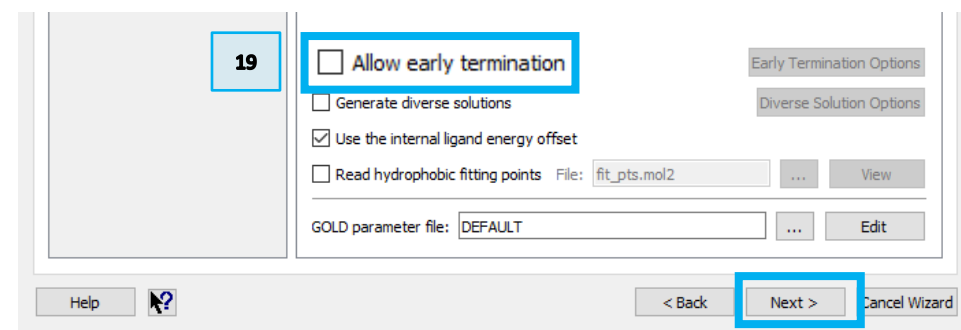 19
Allow early termination Early Termination Options
Generate diverse solutions Diverse Solution Options
Use the internal ligand energy offset
Read hydrophobic fitting points File: fit_pts.mol2 ... View
GOLD parameter file: DEFAULT ... Edit
Help ? < Back Next > Cancel Wizard